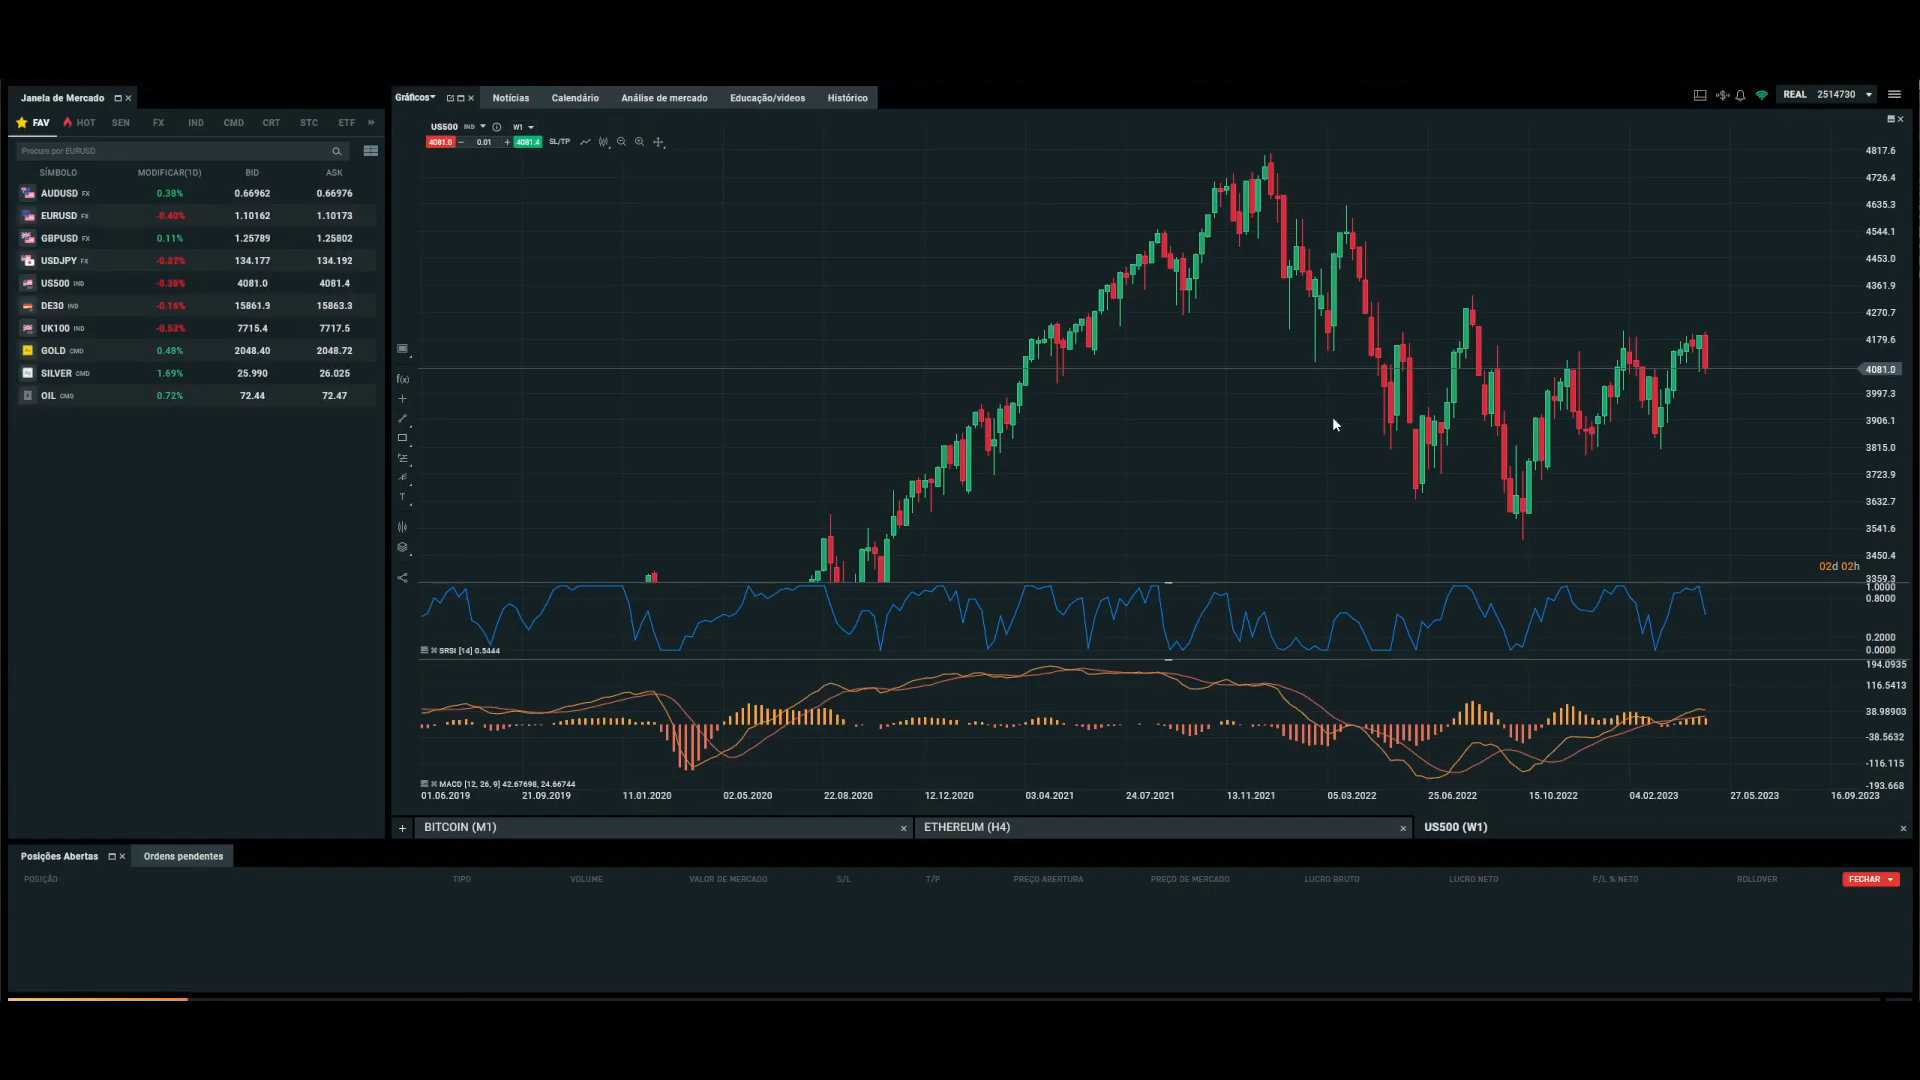 Janela de Mercado
Gráficos
Notícias
Calendário
Análise de mercado
Educação/videos
Histórico
REAL 2514730
FAV HOT SEN FX IND CMD CRT STC ETF
Procure por EURUSD
SÍMBOLO MODIFICAR(1D) BID ASK
AUDUSD FX 0.38% 0.66962 0.66976
EURUSD FX -0.40% 1.10162 1.10173
GBPUSD FX 0.11% 1.25789 1.25802
USDJPY FX -0.32% 134.177 134.192
US500 IND -0.38% 4081.0 4081.4
DE30 IND -0.16% 15861.9 15863.3
UK100 IND -0.53% 7715.4 7717.5
GOLD CMD 0.48% 2048.40 2048.72
SILVER CMD 1.69% 25.990 26.025
OIL CMD 0.72% 72.44 72.47
US500 IND W1
4081.0 0.01 4081.4 SL/TP
4817.6
4726.4
4635.3
4544.1
4453.0
4361.9
4270.7
4179.6
4081.0
3997.3
3906.1
3815.0
3723.9
3632.7
3541.6
3450.4
02d 02h
3359.3
1.0000
0.8000
0.2000
0.0000
SRSI [14] 0.5444
194.0935
116.5413
38.98903
-38.5632
-116.115
-193.668
MACD [12, 26, 9] 42.67698, 24.66744
01.06.2019 21.09.2019 11.01.2020 02.05.2020 22.08.2020 12.12.2020 03.04.2021 24.07.2021 13.11.2021 05.03.2022 25.06.2022 15.10.2022 04.02.2023 27.05.2023 16.09.2023
BITCOIN (M1)
ETHEREUM (H4)
US500 (W1)
Posições Abertas
Ordens pendentes
POSIÇÃO TIPO VOLUME VALOR DE MERCADO S/L T/P PREÇO ABERTURA PREÇO DE MERCADO LUCRO BRUTO LUCRO NETO P/L % NETO ROLLOVER FECHAR